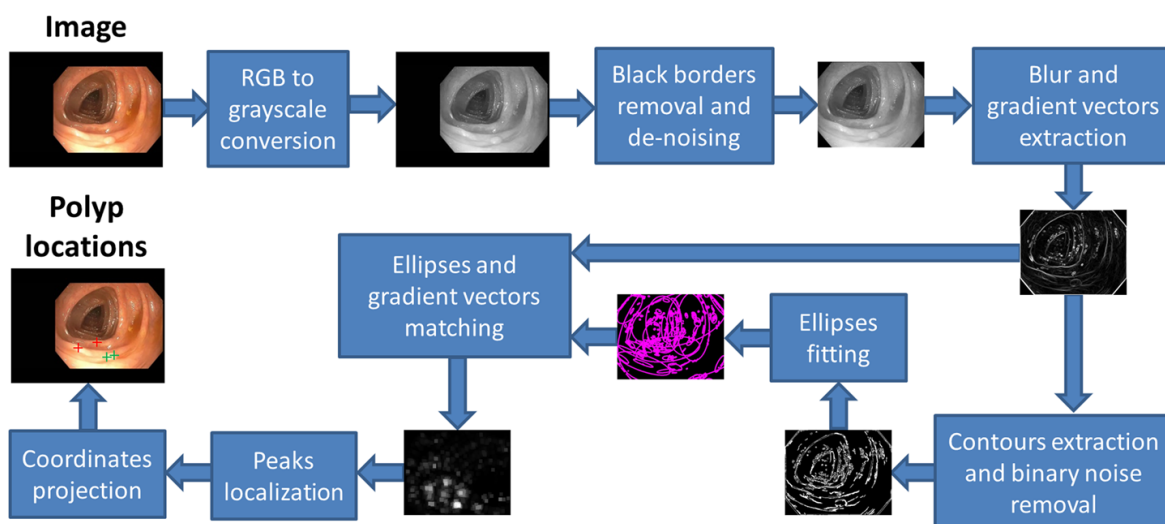 Image
RGB to
grayscale
conversion
Black borders
removal and
de-noising
Blur and
gradient vectors
extraction
Polyp
locations
Ellipses and
gradient vectors
matching
Ellipses
fitting
Coordinates
projection
Peaks
localization
Contours extraction
and binary noise
removal